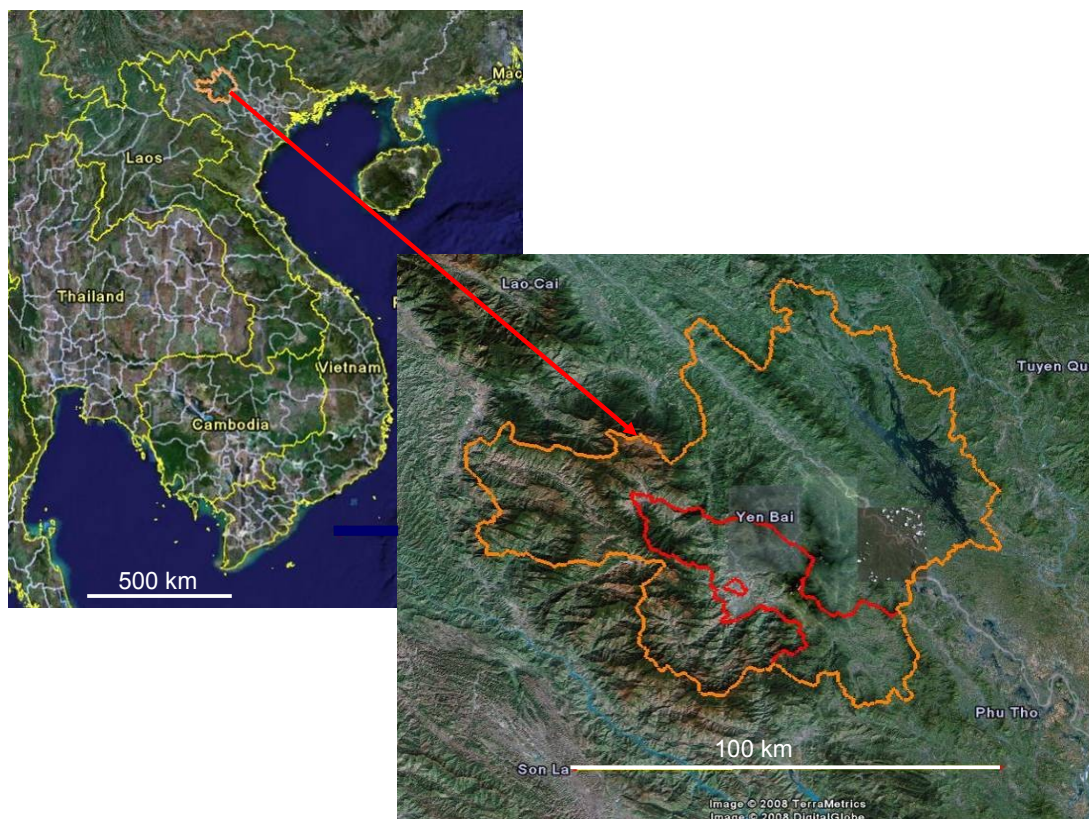 Mac
Laos
Thailand
Vietnam
Cambodia
500 km
Lao Cai
Tuyen Qu
Yen Bai
Phu Tho
100 km
Son La
Image © 2008 TerraMetrics
Image © 2008 DigitalGlobe